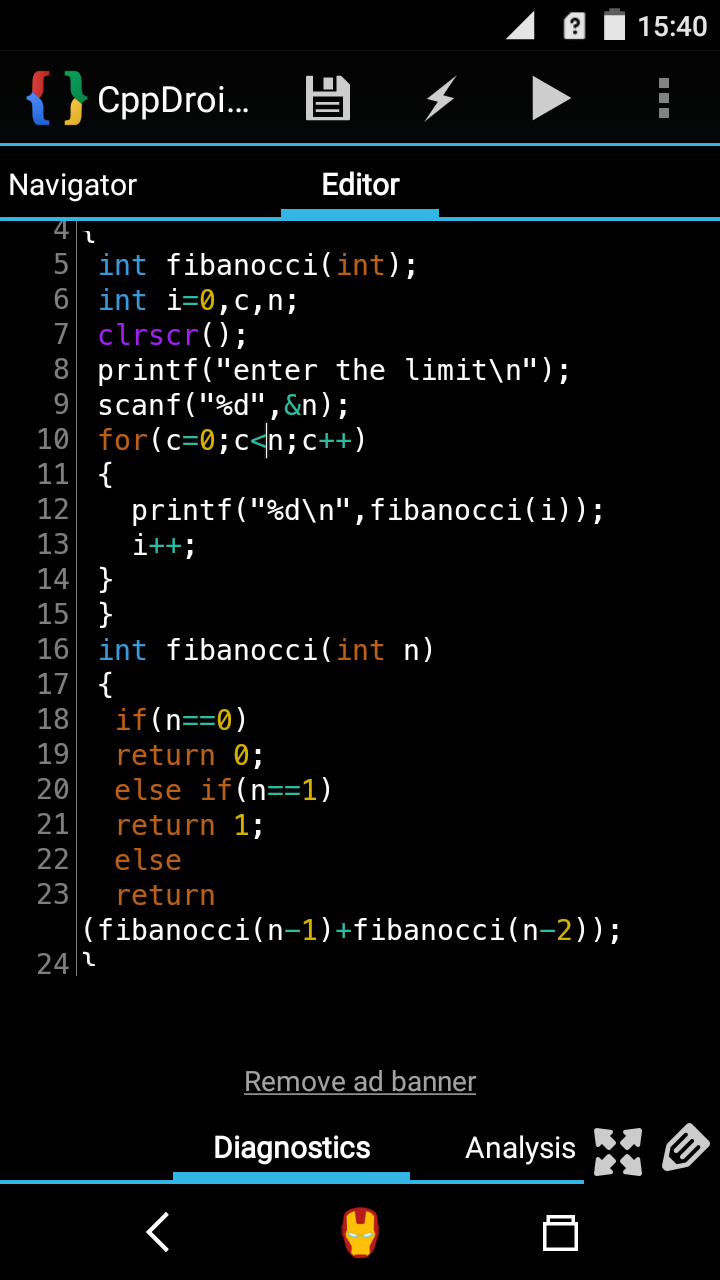 15:40
CppDroi...
Navigator Editor
4 {
5 int fibanocci(int);
6 int i=0,c,n;
7 clrscr();
8 printf("enter the limit\n");
9 scanf("%d",&n);
10 for(c=0;c<n;c++)
11 {
12 printf("%d\n",fibanocci(i));
13 i++;
14 }
15 }
16 int fibanocci(int n)
17 {
18 if(n==0)
19 return 0;
20 else if(n==1)
21 return 1;
22 else
23 return
(fibanocci(n-1)+fibanocci(n-2));
24 }
Remove ad banner
Diagnostics Analysis